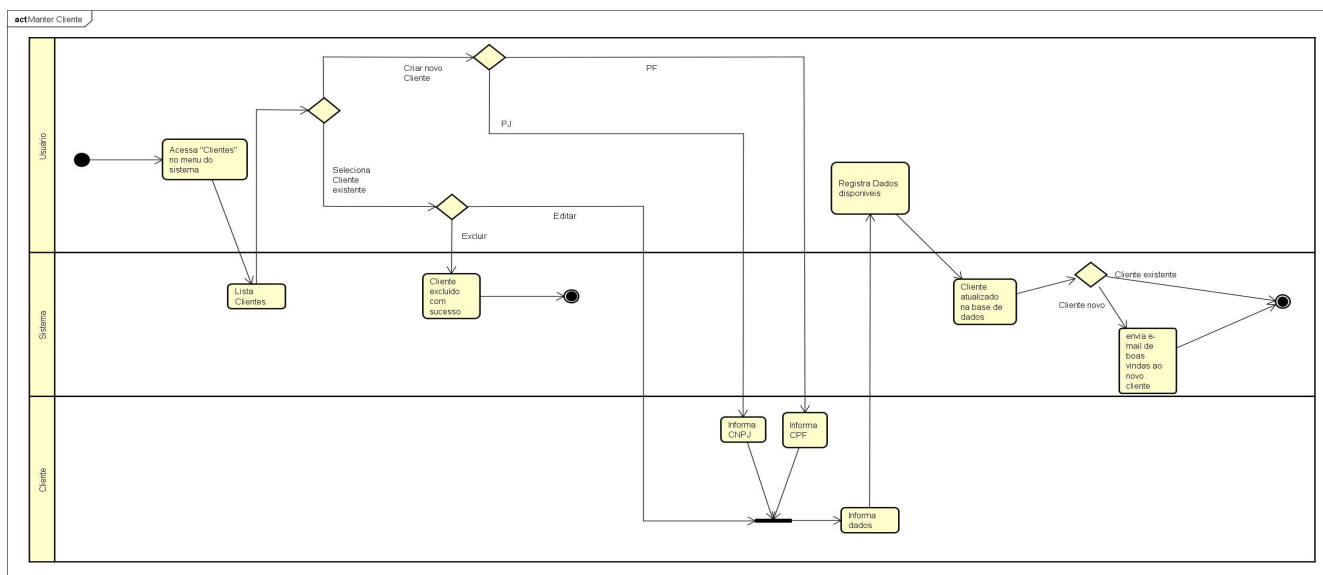 act Manter Cliente
Usuário
Acessa "Clientes"
no menu do
sistema
Criar novo
Cliente
PF
PJ
Seleciona
Cliente
existente
Editar
Excluir
Registra Dados
disponíveis
Sistema
Lista
Clientes
Cliente
excluído
com
sucesso
Cliente
atualizado
na base de
dados
Cliente existente
Cliente novo
envia e-
mail de
boas
vindas ao
novo
cliente
Cliente
Informa
CNPJ
Informa
CPF
Informa
dados